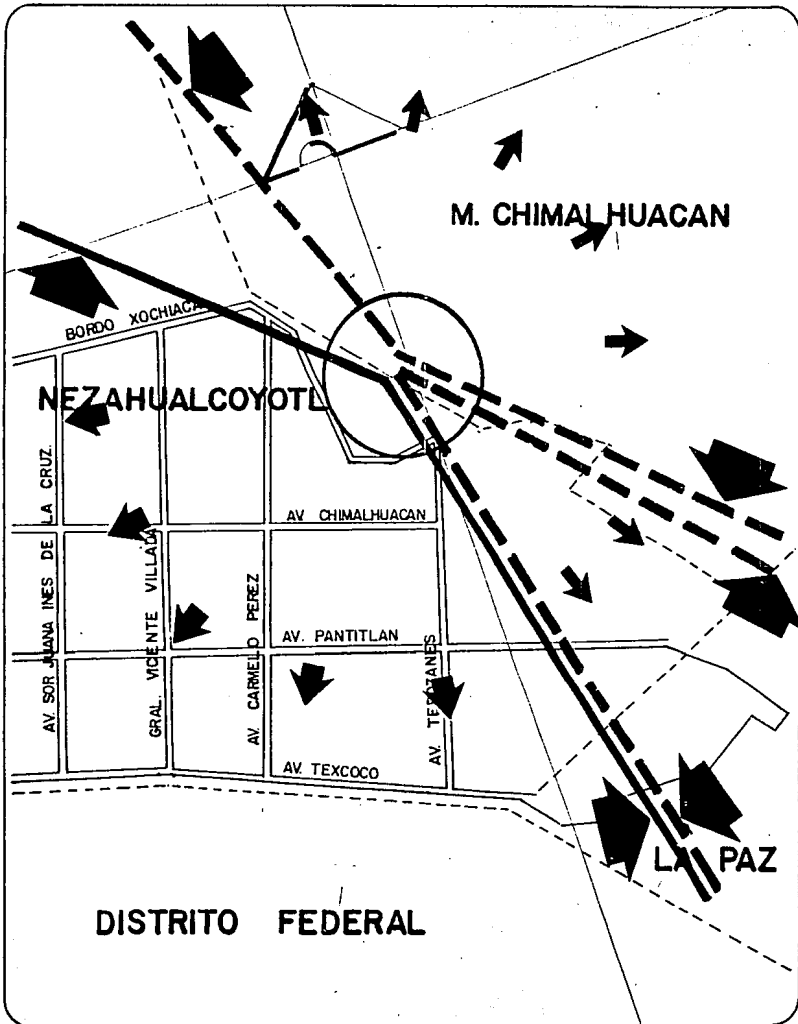 M. CHIMALHUACAN
BORDO XOCHIACA
NEZAHUALCOYOTL
AV. SOR JUANA INES DE LA CRUZ.
GRAL. VICENTE VILLADA
AV. CARMELO PEREZ
AV. CHIMALHUACAN
AV. PANTITLAN
AV.
AV. TEXCOCO
LA PAZ
DISTRITO FEDERAL